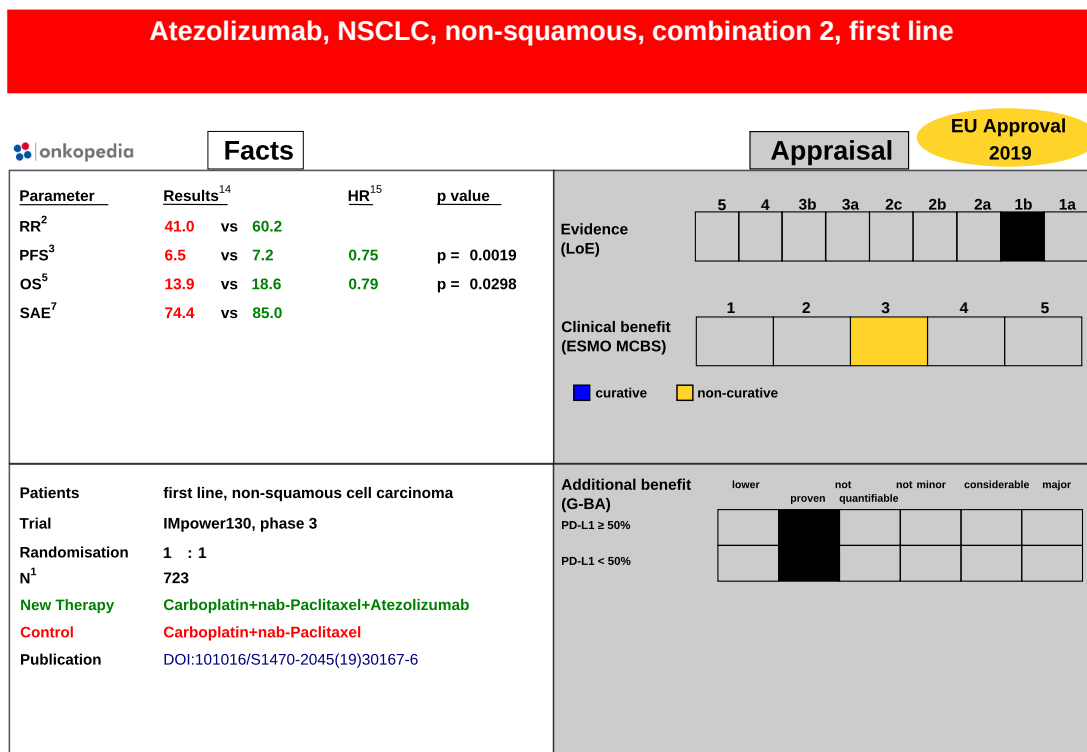 Atezolizumab, NSCLC, non-squamous, combination 2, first line
onkopedia
Facts
Appraisal
EU Approval
2019
Parameter Results14 HR15 p value
RR2 41.0 vs 60.2
PFS3 6.5 vs 7.2 0.75 p = 0.0019
OS5 13.9 vs 18.6 0.79 p = 0.0298
SAE7 74.4 vs 85.0
5 4 3b 3a 2c 2b 2a 1b 1a
Evidence
(LoE)
1 2 3 4 5
Clinical benefit
(ESMO MCBS)
curative non-curative
Patients first line, non-squamous cell carcinoma
Trial IMpower130, phase 3
Randomisation 1 : 1
N1 723
New Therapy Carboplatin+nab-Paclitaxel+Atezolizumab
Control Carboplatin+nab-Paclitaxel
Publication DOI:101016/S1470-2045(19)30167-6
Additional benefit
(G-BA)
lower not not minor considerable major
proven quantifiable
PD-L1 ≥ 50%
PD-L1 < 50%